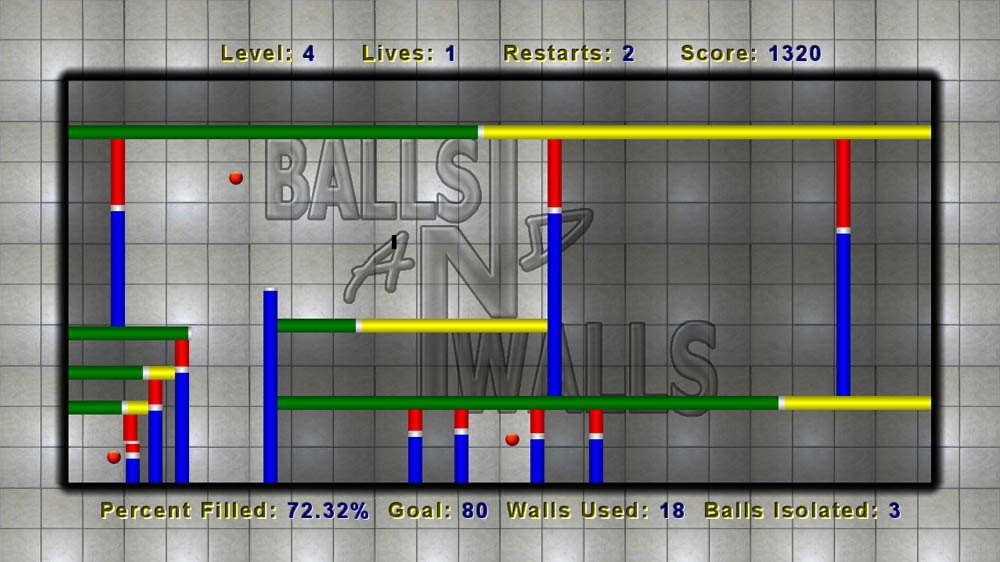 Level: 4 Lives: 1 Restarts: 2 Score: 1320
BALLS
AND
WALLS
Percent Filled: 72.32% Goal: 80 Walls Used: 18 Balls Isolated: 3